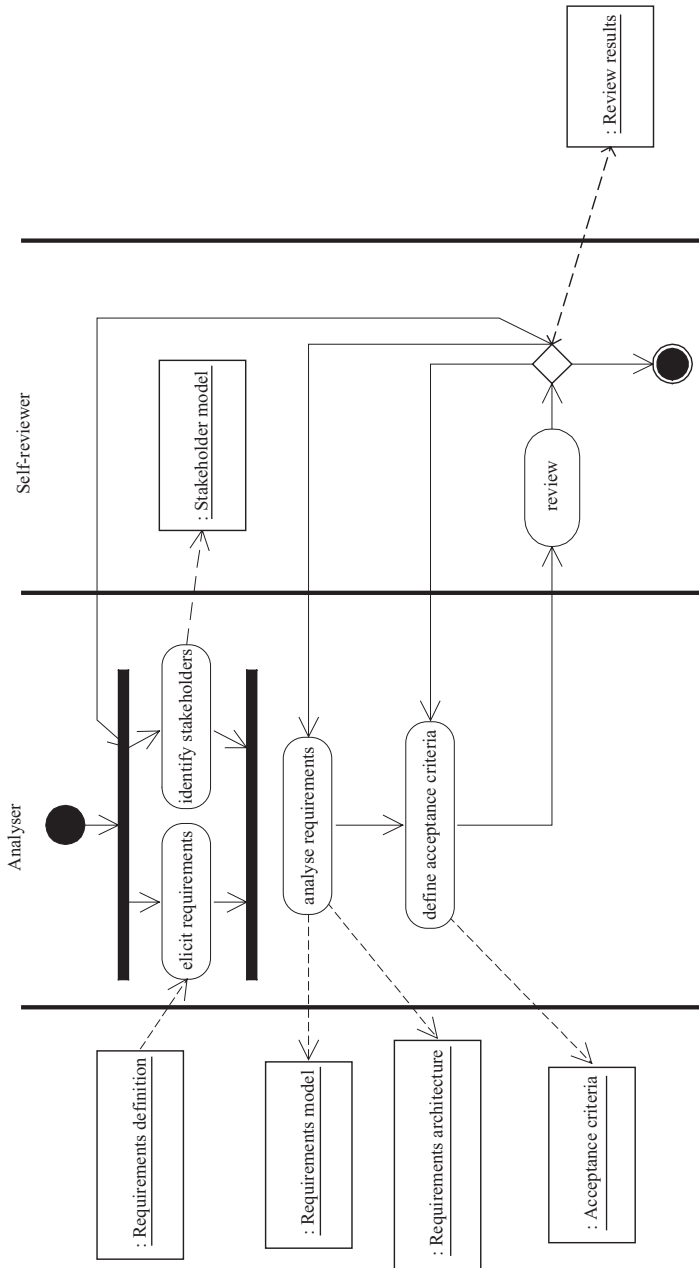 Analyser
Self-reviewer
: Requirements definition
elicit requirements
identify stakeholders
: Stakeholder model
: Requirements model
analyse requirements
: Requirements architecture
define acceptance criteria
: Acceptance criteria
review
: Review results